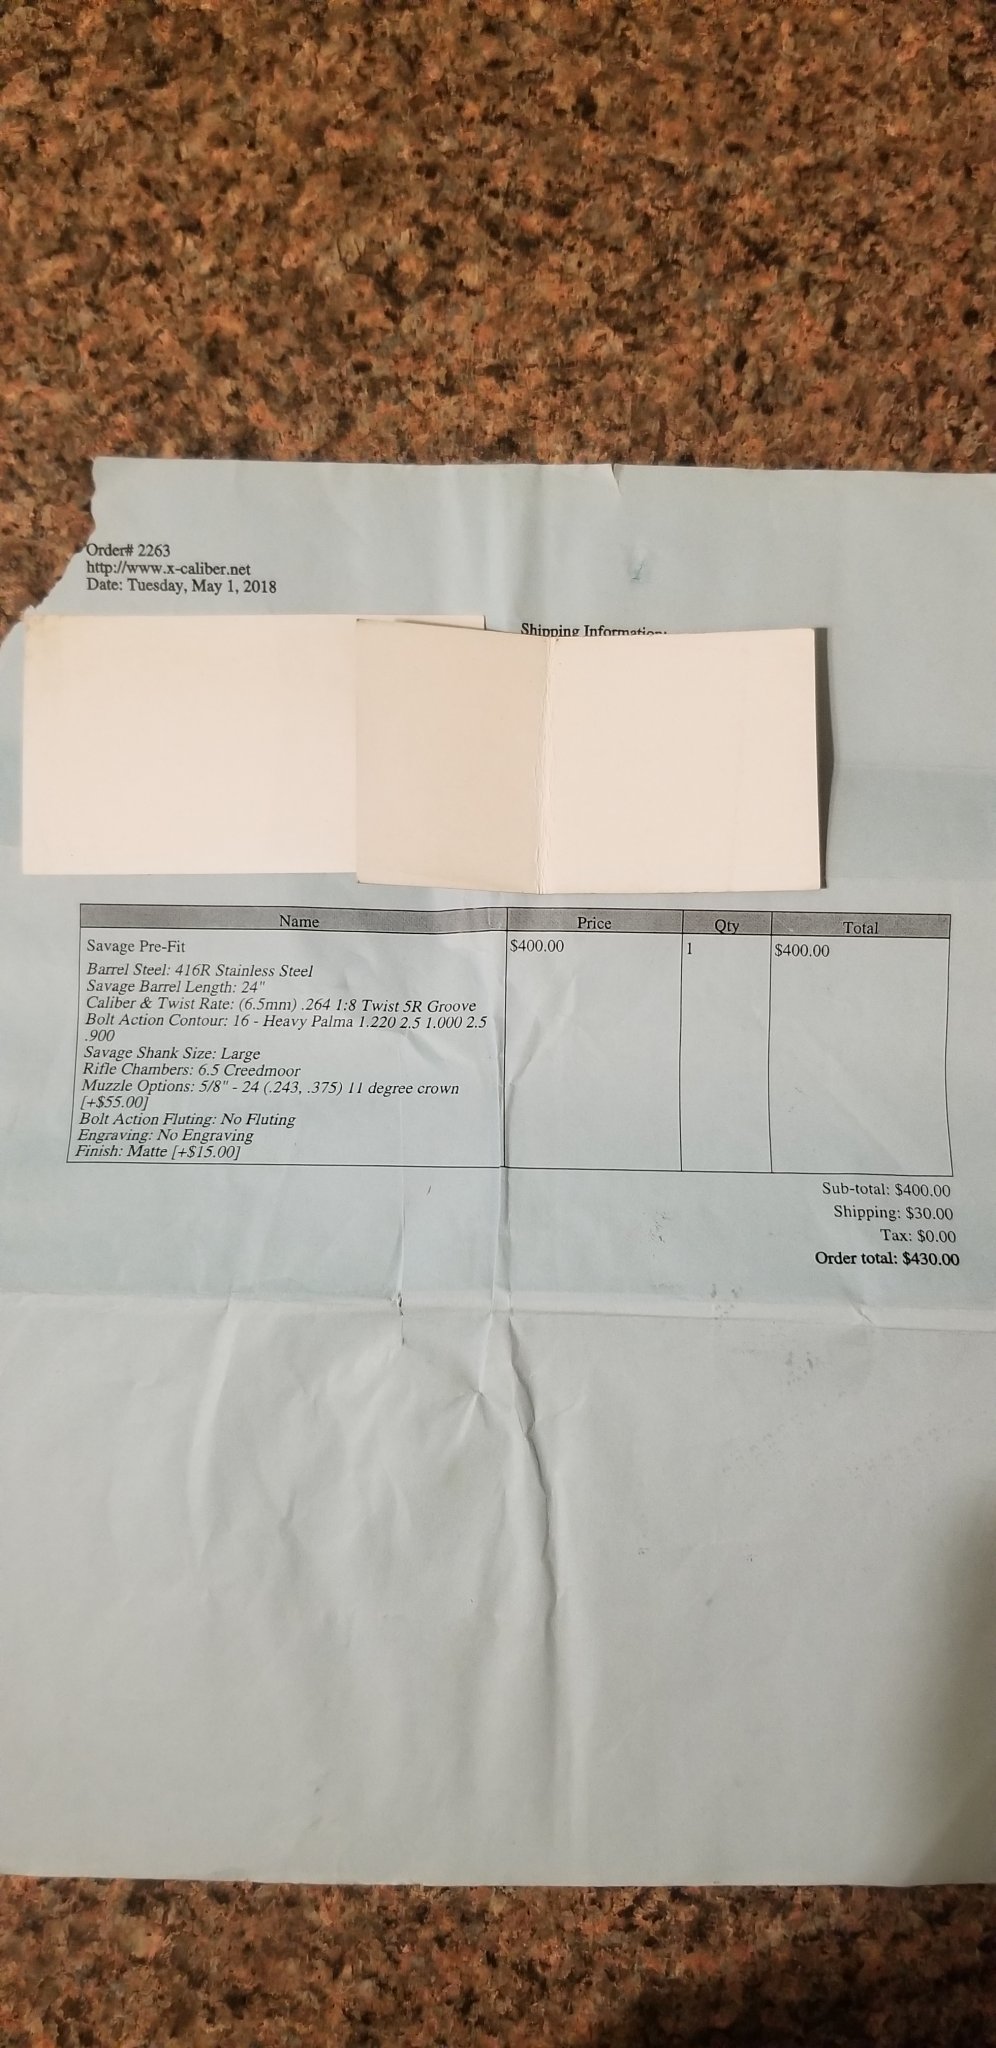 Order# 2263
http://www.x-caliber.net
Date: Tuesday, May 1, 2018
Shipping Information:
Name Price Qty Total
Savage Pre-Fit $400.00 1 $400.00
Barrel Steel: 416R Stainless Steel
Savage Barrel Length: 24"
Caliber & Twist Rate: (6.5mm) .264 1:8 Twist 5R Groove
Bolt Action Contour: 16 - Heavy Palma 1.220 2.5 1.000 2.5
.900
Savage Shank Size: Large
Rifle Chambers: 6.5 Creedmoor
Muzzle Options: 5/8" - 24 (.243, .375) 11 degree crown
[+$55.00]
Bolt Action Fluting: No Fluting
Engraving: No Engraving
Finish: Matte [+$15.00]
Sub-total: $400.00
Shipping: $30.00
Tax: $0.00
Order total: $430.00